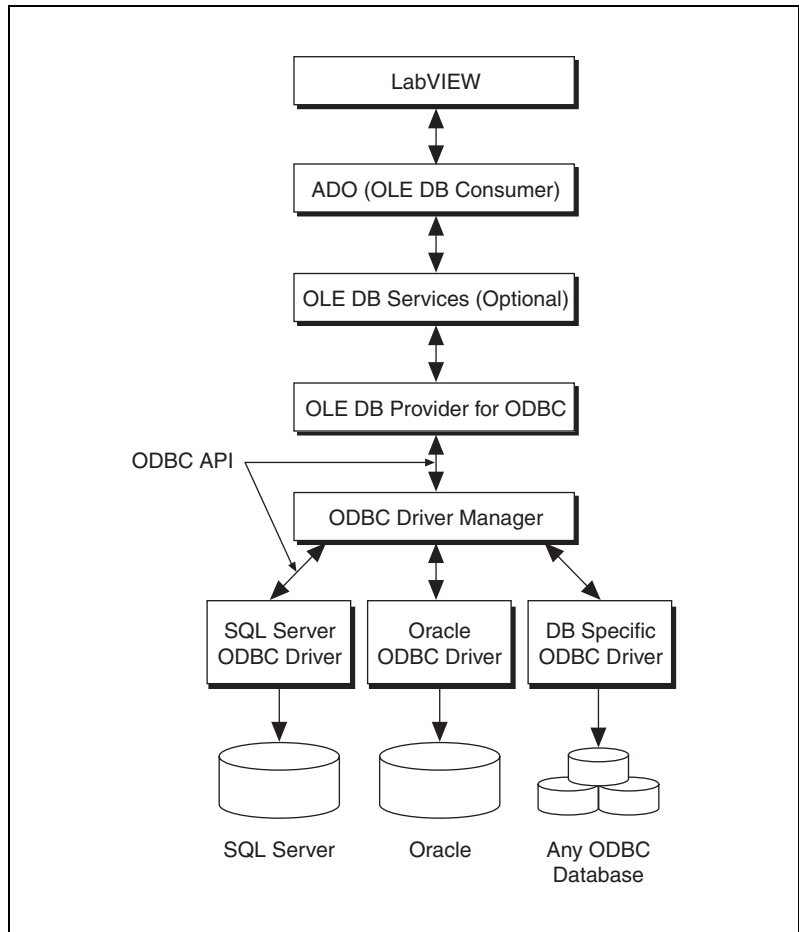 LabVIEW
ADO (OLE DB Consumer)
OLE DB Services (Optional)
OLE DB Provider for ODBC
ODBC API
ODBC Driver Manager
SQL Server
ODBC Driver
Oracle
ODBC Driver
DB Specific
ODBC Driver
SQL Server
Oracle
Any ODBC
Database